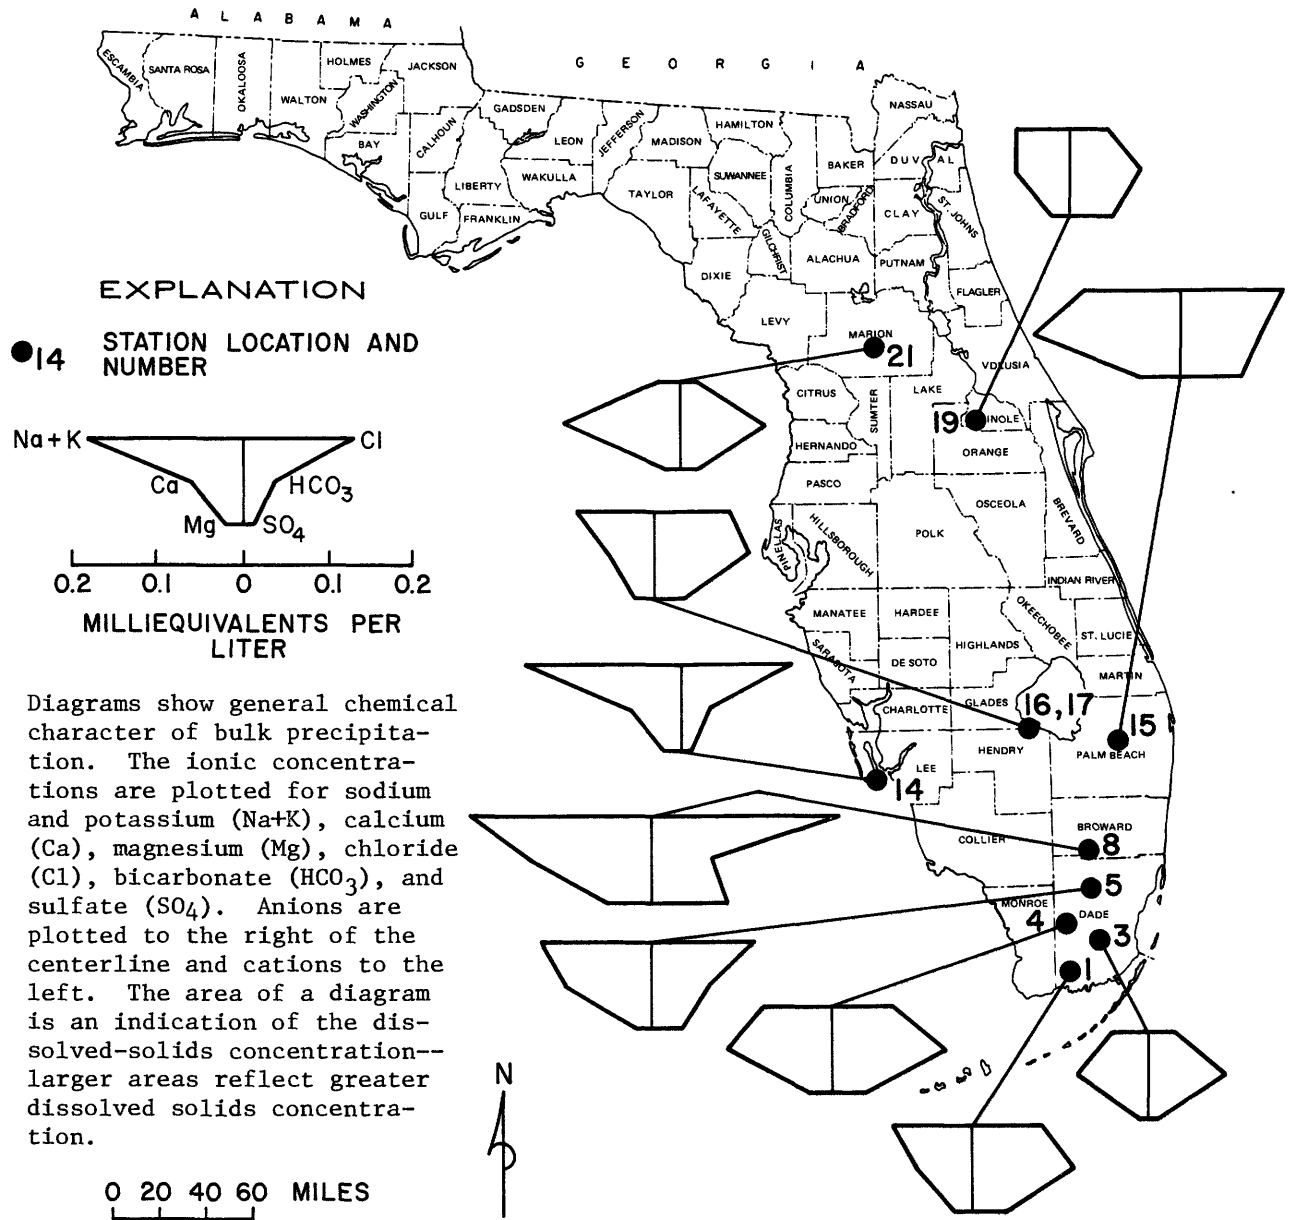 A L A B A M A
G E O R G I A
ESCAMBIA
SANTA ROSA
OKALOOSA
WALTON
HOLMES
WASHINGTON
JACKSON
BAY
CALHOUN
GULF
LIBERTY
FRANKLIN
GADSDEN
LEON
WAKULLA
JEFFERSON
MADISON
TAYLOR
HAMILTON
SUWANNEE
LAFAYETTE
DIXIE
COLUMBIA
GILCHRIST
LEVY
BAKER
UNION
BRADFORD
ALACHUA
NASSAU
DUVAL
CLAY
ST. JOHNS
PUTNAM
FLAGLER
MARION
21
VOLUSIA
CITRUS
SUMTER
LAKE
19
INOLE
HERNANDO
ORANGE
PASCO
PINELLAS
HILLSBOROUGH
POLK
OSCEOLA
BREVARD
INDIAN RIVER
MANATEE
HARDEE
OKEECHOBEE
ST. LUCIE
SARASOTA
DE SOTO
HIGHLANDS
MARTIN
CHARLOTTE
GLADES
16,17
15
HENDRY
PALM BEACH
LEE
14
COLLIER
BROWARD
8
5
MONROE
DADE
4
3
1
EXPLANATION
14
STATION LOCATION AND
NUMBER
Na+K
Cl
Ca
HCO3
Mg
SO4
0.2 0.1 0 0.1 0.2
MILLIEQUIVALENTS PER
LITER
Diagrams show general chemical
character of bulk precipita-
tion. The ionic concentra-
tions are plotted for sodium
and potassium (Na+K), calcium
(Ca), magnesium (Mg), chloride
(Cl), bicarbonate (HCO3), and
sulfate (SO4). Anions are
plotted to the right of the
centerline and cations to the
left. The area of a diagram
is an indication of the dis-
solved-solids concentration--
larger areas reflect greater
dissolved solids concentra-
tion.
N
0 20 40 60 MILES